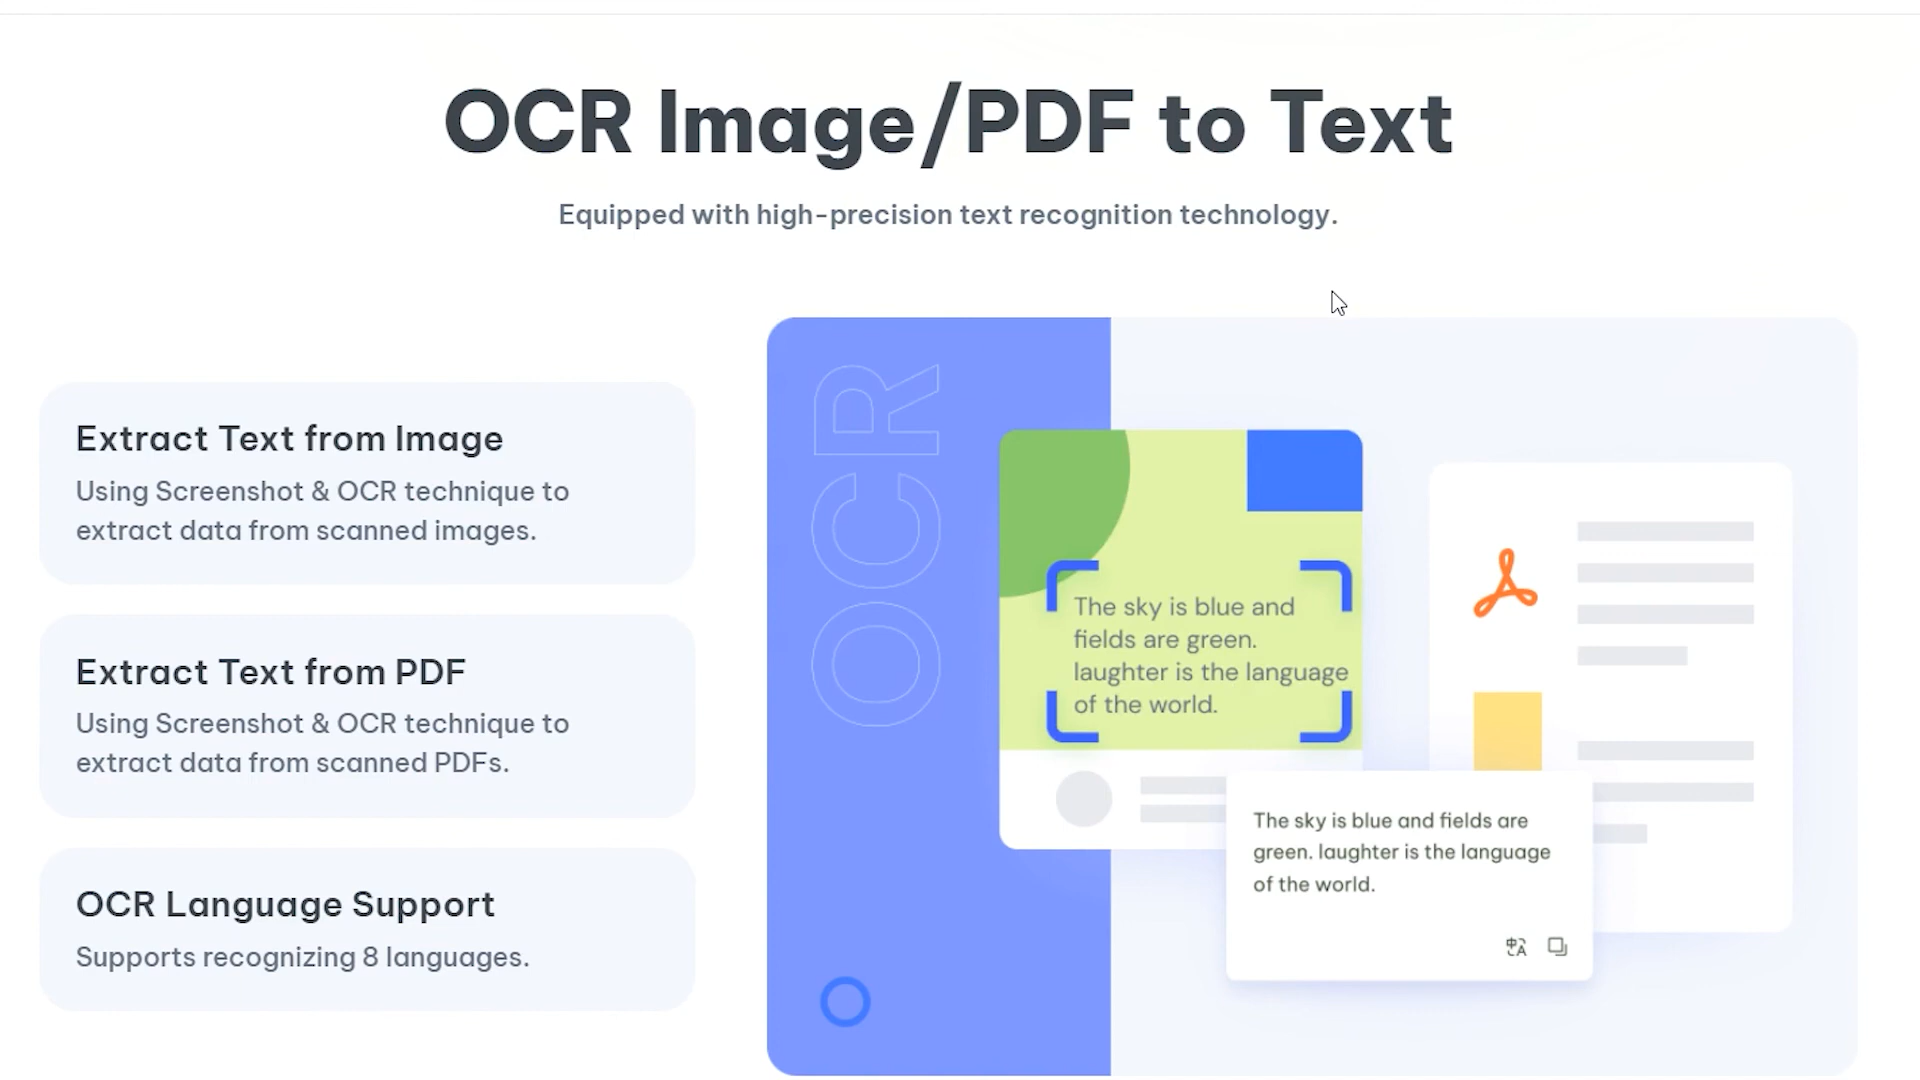 OCR Image/PDF to Text
Equipped with high-precision text recognition technology.
Extract Text from Image
Using Screenshot & OCR technique to
extract data from scanned images.
Extract Text from PDF
Using Screenshot & OCR technique to
extract data from scanned PDFs.
OCR Language Support
Supports recognizing 8 languages.
OCR
The sky is blue and
fields are green.
laughter is the language
of the world.
The sky is blue and fields are
green. laughter is the language
of the world.